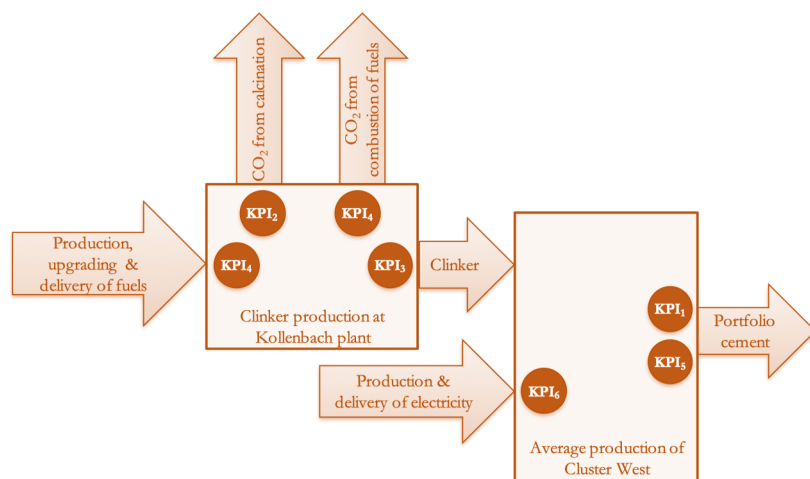 CO₂ from calcination
CO₂ from
combustion of fuels
KPI₂
KPI₄
Production,
upgrading &
delivery of fuels
KPI₄
KPI₃
Clinker
Clinker production at
Kollenbach plant
KPI₁
Portfolio
cement
KPI₅
Production &
delivery of electricity
KPI₆
Average production of
Cluster West